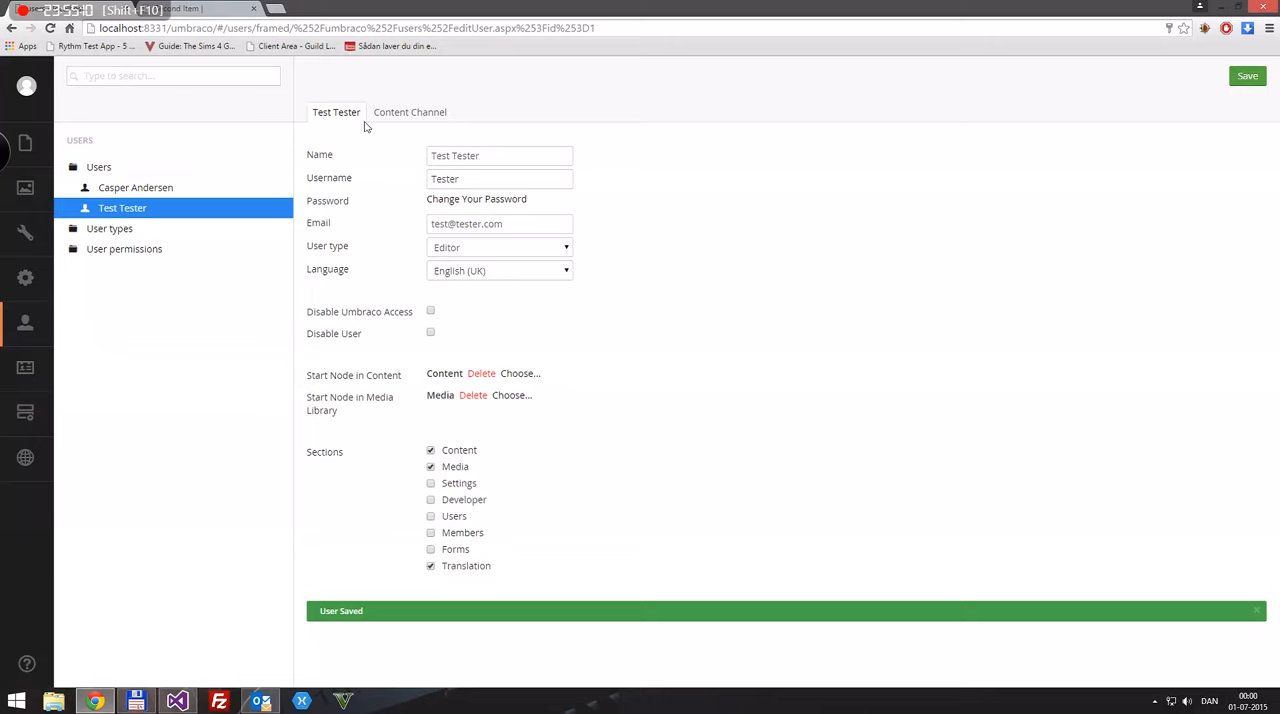 23:55:40 [Shift+F10]
cond Item |
localhost:8331/umbraco/#/users/framed/%252Fumbraco%252Fusers%252FeditUser.aspx%253Fid%253D1
Apps Rythm Test App - 5 ... Guide: The Sims 4 G... Client Area - Guild L... Sådan laver du din e...
Type to search...
Save
Test Tester Content Channel
USERS
Users
Casper Andersen
Test Tester
User types
User permissions
Name Test Tester
Username Tester
Password Change Your Password
Email test@tester.com
User type Editor
Language English (UK)
Disable Umbraco Access
Disable User
Start Node in Content Content Delete Choose...
Start Node in Media Library Media Delete Choose...
Sections
Content
Media
Settings
Developer
Users
Members
Forms
Translation
User Saved
DAN
00:00
01-07-2015